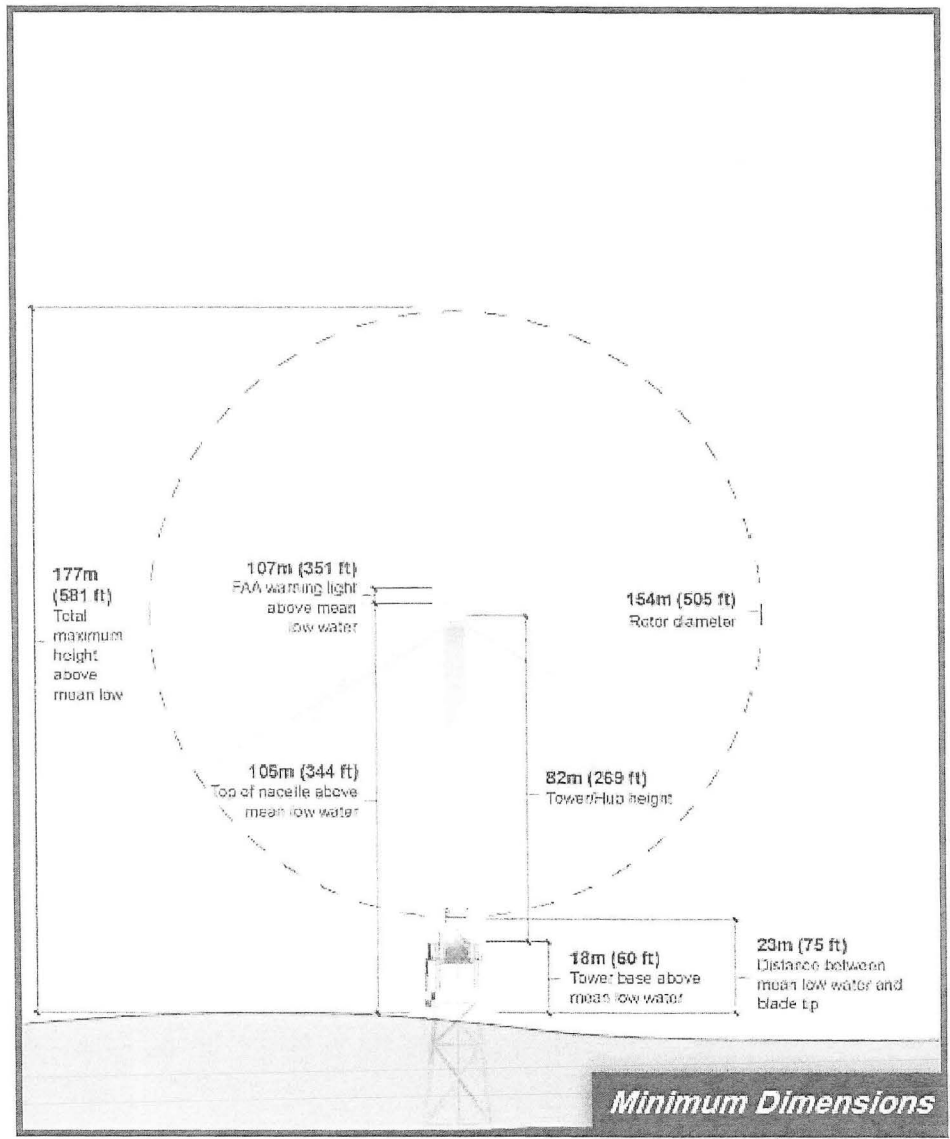 177m
(581 ft)
Total
maximum
height
above
mean low
107m (351 ft)
FAA warning light
above mean
low water
154m (505 ft)
Rotor diameter
105m (344 ft)
Top of nacelle above
mean low water
82m (269 ft)
Tower/Hub height
18m (60 ft)
Tower base above
mean low water
23m (75 ft)
Distance between
mean low water and
blade tip
Minimum Dimensions